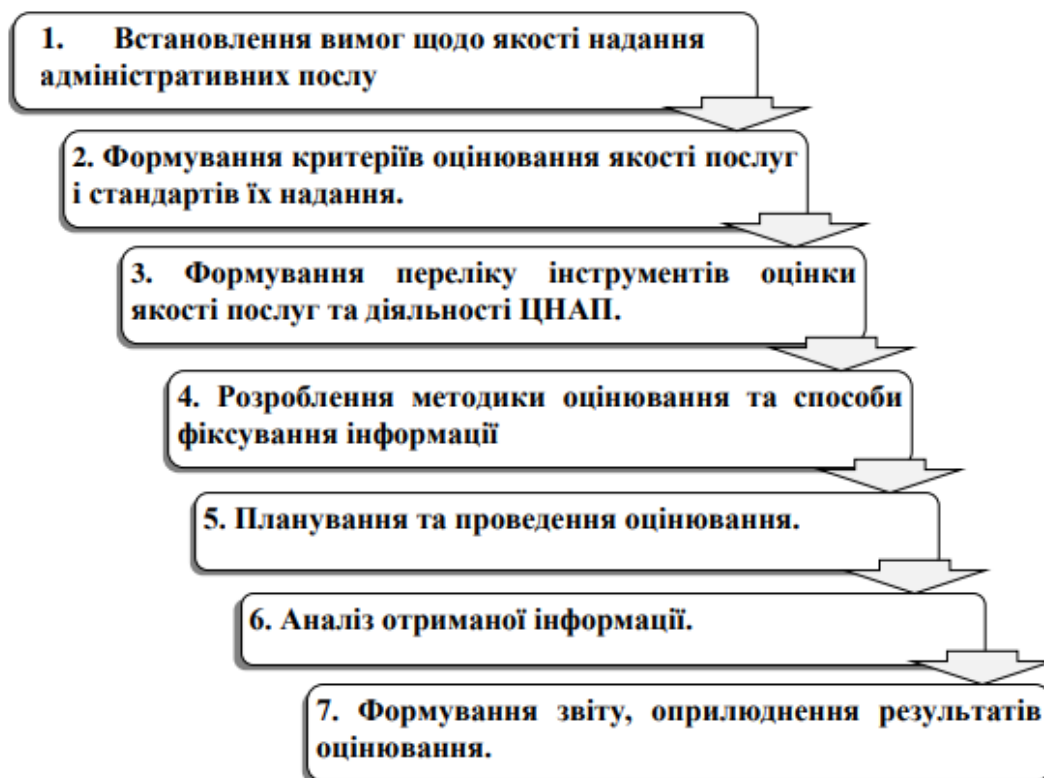 1. Встановлення вимог щодо якості надання
адміністративних послу
2. Формування критеріїв оцінювання якості послуг
і стандартів їх надання.
3. Формування переліку інструментів оцінки
якості послуг та діяльності ЦНАП.
4. Розроблення методики оцінювання та способи
фіксування інформації
5. Планування та проведення оцінювання.
6. Аналіз отриманої інформації.
7. Формування звіту, оприлюднення результатів
оцінювання.